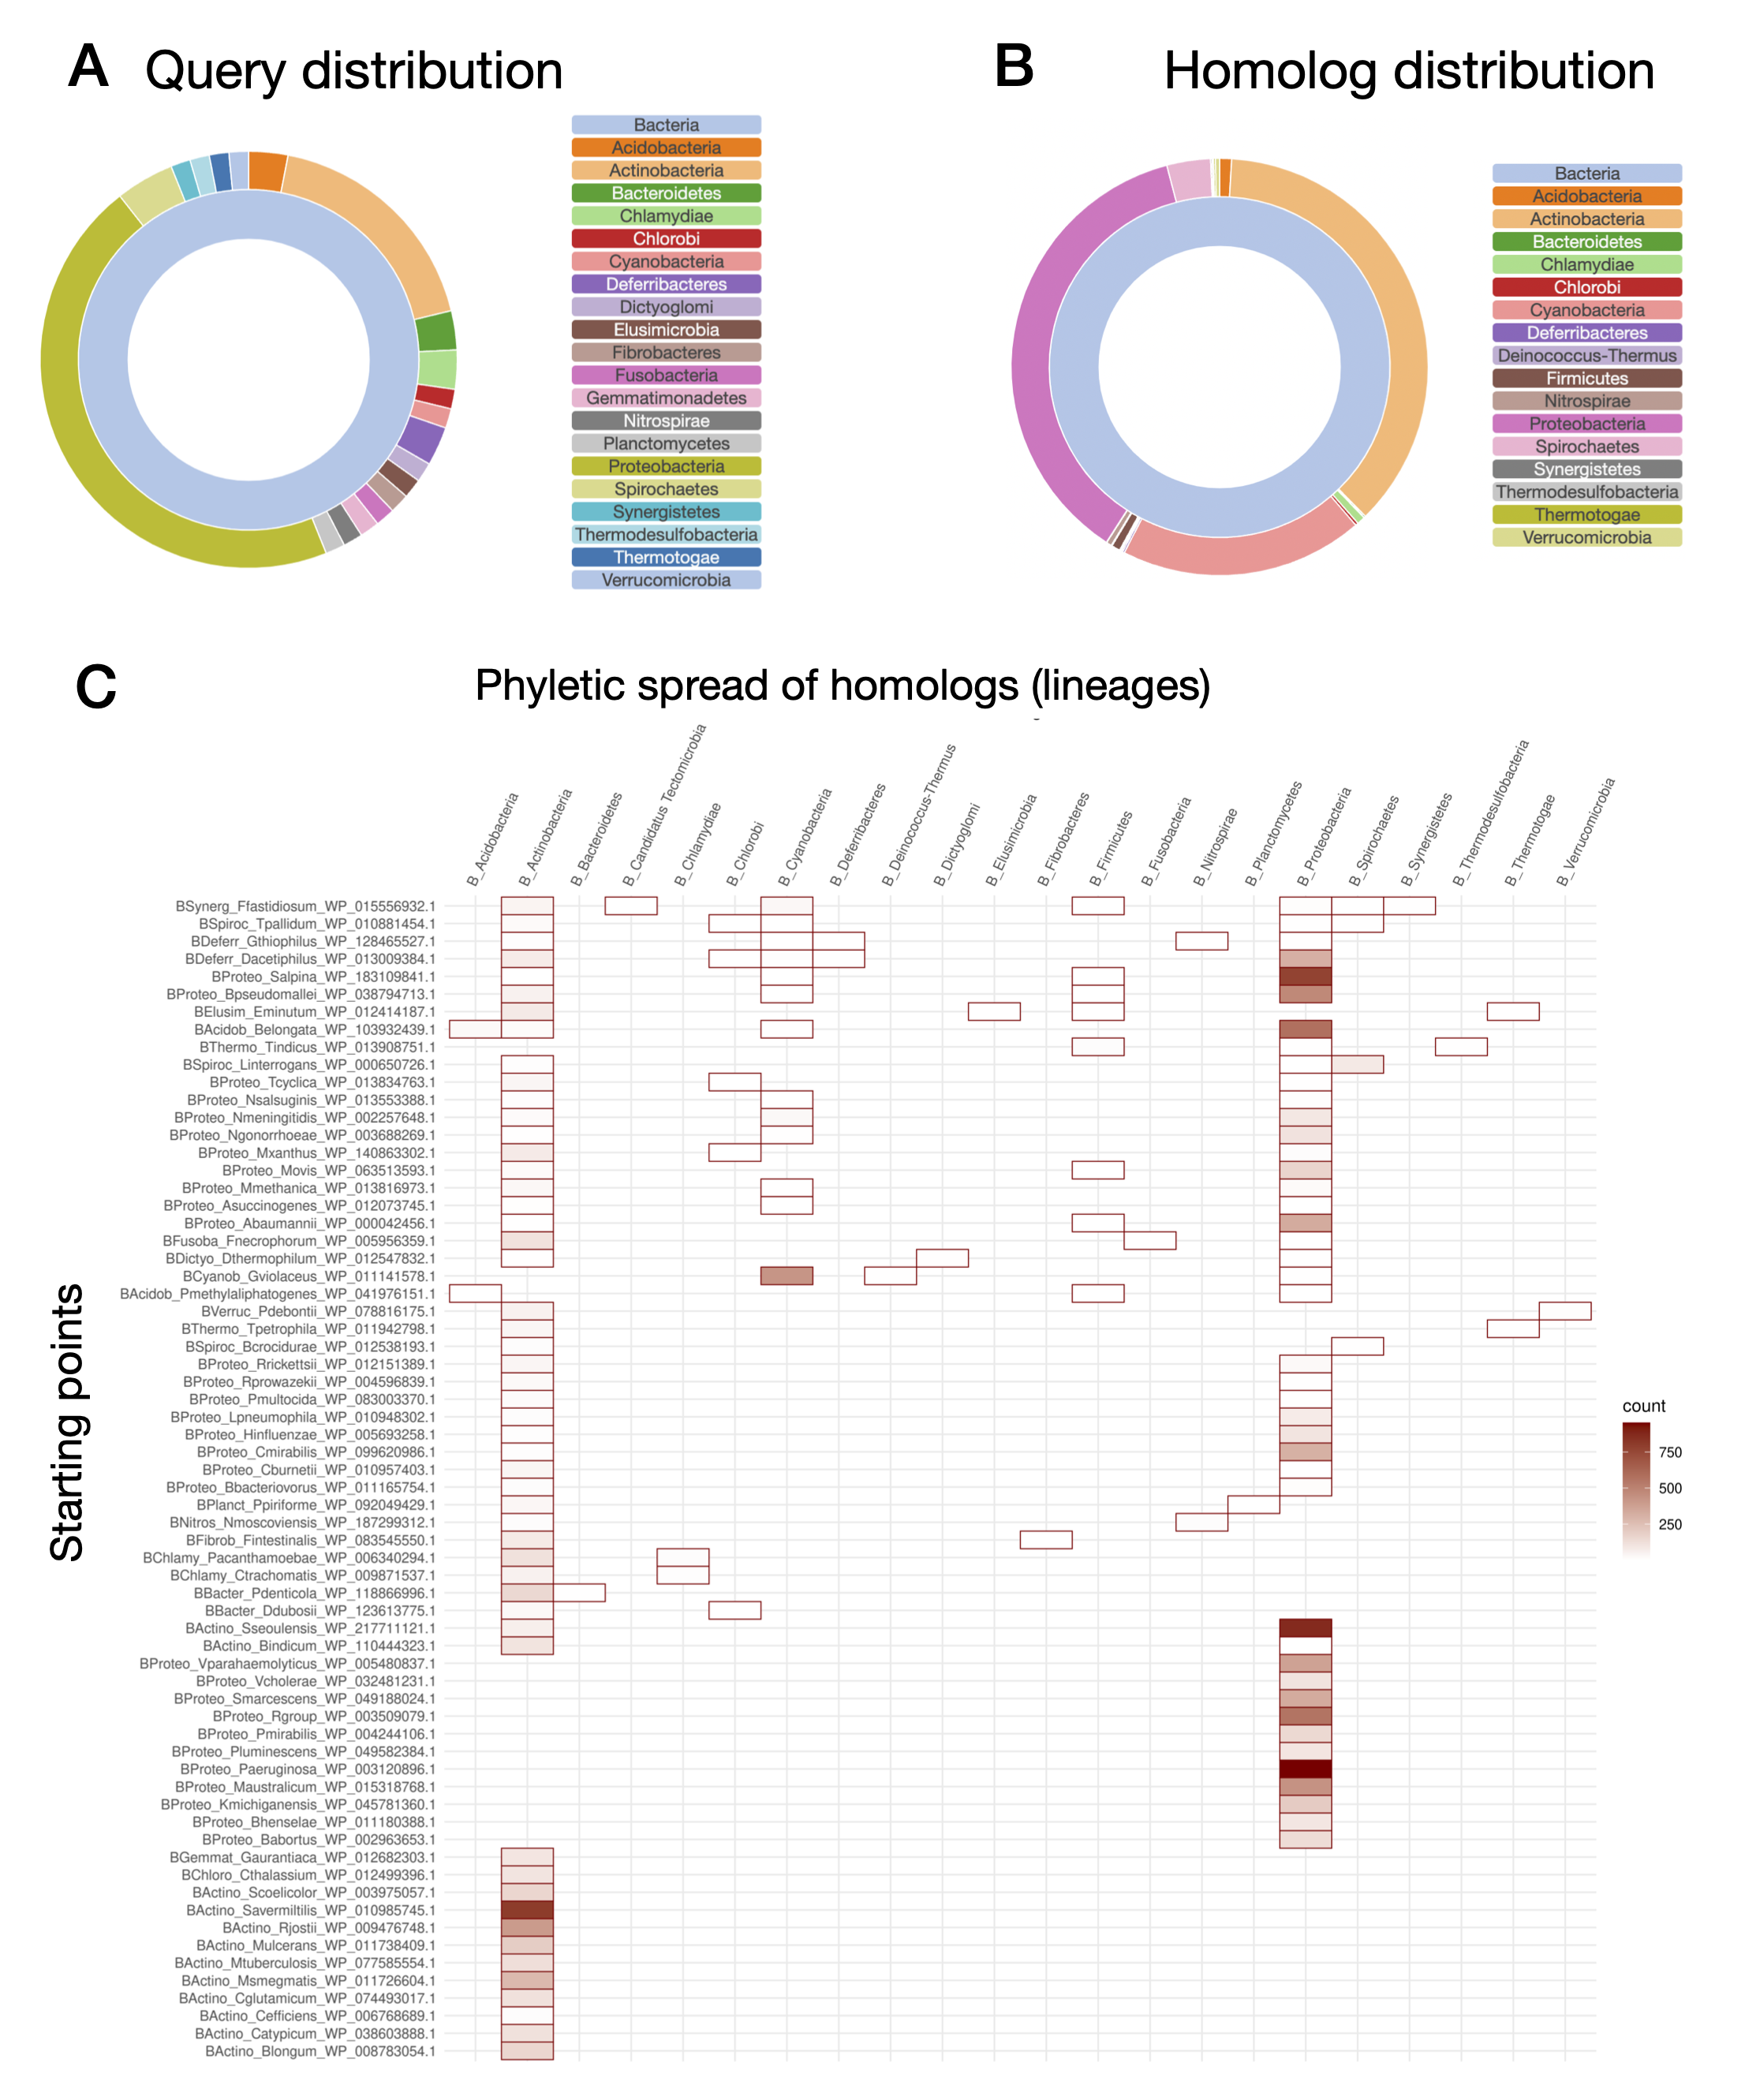 A Query distribution
Bacteria
Acidobacteria
Actinobacteria
Bacteroidetes
Chlamydiae
Chlorobi
Cyanobacteria
Deferribacteres
Dictyoglomi
Elusimicrobia
Fibrobacteres
Fusobacteria
Gemmatimonadetes
Nitrospirae
Planctomycetes
Proteobacteria
Spirochaetes
Synergistetes
Thermodesulfobacteria
Thermotogae
Verrucomicrobia
B Homolog distribution
Bacteria
Acidobacteria
Actinobacteria
Bacteroidetes
Chlamydiae
Chlorobi
Cyanobacteria
Deferribacteres
Deinococcus-Thermus
Firmicutes
Nitrospirae
Proteobacteria
Spirochaetes
Synergistetes
Thermodesulfobacteria
Thermotogae
Verrucomicrobia
C Phyletic spread of homologs (lineages)
B_Acidobacteria
B_Actinobacteria
B_Bacteroidetes
B_Candidatus Tectomicrobia
B_Chlamydiae
B_Chlorobi
B_Cyanobacteria
B_Deferribacteres
B_Deinococcus-Thermus
B_Dictyoglomi
B_Elusimicrobia
B_Fibrobacteres
B_Firmicutes
B_Fusobacteria
B_Nitrospirae
B_Planctomycetes
B_Proteobacteria
B_Spirochaetes
B_Synergistetes
B_Thermodesulfobacteria
B_Thermotogae
B_Verrucomicrobia
Starting points
BSynerg_Ffastidiosum_WP_015556932.1
BSpiroc_Tpallidum_WP_010881454.1
BDeferr_Gthiophilus_WP_128465527.1
BDeferr_Dacetiphilus_WP_013009384.1
BProteo_Salpina_WP_183109841.1
BProteo_Bpseudomallei_WP_038794713.1
BElusim_Eminutum_WP_012414187.1
BAcidob_Belongata_WP_103932439.1
BThermo_Tindicus_WP_013908751.1
BSpiroc_Linterrogans_WP_000650726.1
BProteo_Tcyclica_WP_013834763.1
BProteo_Nsalsuginis_WP_013553388.1
BProteo_Nmeningitidis_WP_002257648.1
BProteo_Ngonorrhoeae_WP_003688269.1
BProteo_Mxanthus_WP_140863302.1
BProteo_Movis_WP_063513593.1
BProteo_Mmethanica_WP_013816973.1
BProteo_Asuccinogenes_WP_012073745.1
BProteo_Abaumannii_WP_000042456.1
BFusoba_Fnecrophorum_WP_005956359.1
BDictyo_Dthermophilum_WP_012547832.1
BCyanob_Gviolaceus_WP_011141578.1
BAcidob_Pmethylaliphatogenes_WP_041976151.1
BVerruc_Pdebontii_WP_078816175.1
BThermo_Tpetrophila_WP_011942798.1
BSpiroc_Bcrocidurae_WP_012538193.1
BProteo_Rrickettsii_WP_012151389.1
BProteo_Rprowazekii_WP_004596839.1
BProteo_Pmultocida_WP_083003370.1
BProteo_Lpneumophila_WP_010948302.1
BProteo_Hinfluenzae_WP_005693258.1
BProteo_Cmirabilis_WP_099620986.1
BProteo_Cburnetii_WP_010957403.1
BProteo_Bbacteriovorus_WP_011165754.1
BPlanct_Ppiriforme_WP_092049429.1
BNitros_Nmoscoviensis_WP_187299312.1
BFibrob_Fintestinalis_WP_083545550.1
BChlamy_Pacanthamoebae_WP_006340294.1
BChlamy_Ctrachomatis_WP_009871537.1
BBacter_Pdenticola_WP_118866996.1
BBacter_Ddubosii_WP_123613775.1
BActino_Sseoulensis_WP_217711121.1
BActino_Bindicum_WP_110444323.1
BProteo_Vparahaemolyticus_WP_005480837.1
BProteo_Vcholerae_WP_032481231.1
BProteo_Smarcescens_WP_049188024.1
BProteo_Rgroup_WP_003509079.1
BProteo_Pmirabilis_WP_004244106.1
BProteo_Pluminescens_WP_049582384.1
BProteo_Paeruginosa_WP_003120896.1
BProteo_Maustralicum_WP_015318768.1
BProteo_Kmichiganensis_WP_045781360.1
BProteo_Bhenselae_WP_011180388.1
BProteo_Babortus_WP_002963653.1
BGemmat_Gaurantiaca_WP_012682303.1
BChloro_Cthalassium_WP_012499396.1
BActino_Scoelicolor_WP_003975057.1
BActino_Savermiltilis_WP_010985745.1
BActino_Rjostii_WP_009476748.1
BActino_Mulcerans_WP_011738409.1
BActino_Mtuberculosis_WP_077585554.1
BActino_Msmegmatis_WP_011726604.1
BActino_Cglutamicum_WP_074493017.1
BActino_Cefficiens_WP_006768689.1
BActino_Catypicum_WP_038603888.1
BActino_Blongum_WP_008783054.1
count
750
500
250